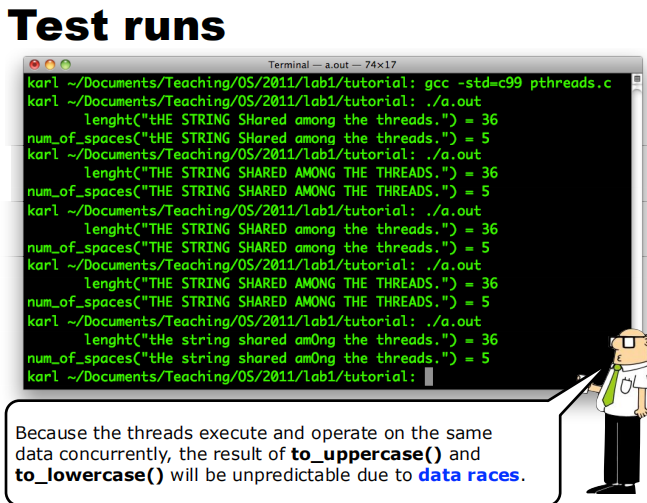 Test runs
Terminal — a.out — 74×17
karl ~/Documents/Teaching/OS/2011/lab1/tutorial: gcc -std=c99 pthreads.c
karl ~/Documents/Teaching/OS/2011/lab1/tutorial: ./a.out
lenght("tHE STRING SHared among the threads.") = 36
num_of_spaces("tHE STRING SHared among the threads.") = 5
karl ~/Documents/Teaching/OS/2011/lab1/tutorial: ./a.out
lenght("THE STRING SHARED AMONG THE THREADS.") = 36
num_of_spaces("THE STRING SHARED AMONG THE THREADS.") = 5
karl ~/Documents/Teaching/OS/2011/lab1/tutorial: ./a.out
lenght("THE STRING SHARED among the threads.") = 36
num_of_spaces("THE STRING SHARED among the threads.") = 5
karl ~/Documents/Teaching/OS/2011/lab1/tutorial: ./a.out
lenght("tHE STRING SHARED AMONG THE THREADS.") = 36
num_of_spaces("tHE STRING SHARED AMONG THE THREADS.") = 5
karl ~/Documents/Teaching/OS/2011/lab1/tutorial: ./a.out
lenght("tHe string shared amOng the threads.") = 36
num_of_spaces("tHe string shared amOng the threads.") = 5
karl ~/Documents/Teaching/OS/2011/lab1/tutorial:
Because the threads execute and operate on the same
data concurrently, the result of to_uppercase() and
to_lowercase() will be unpredictable due to data races.